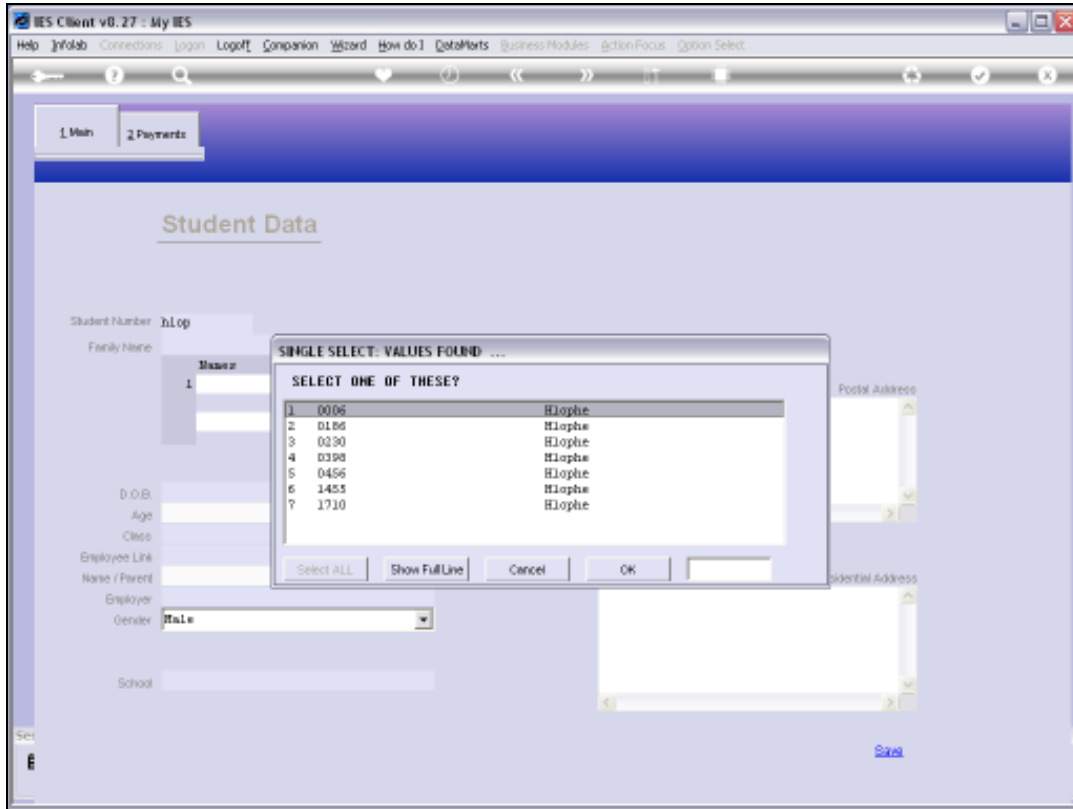 IES Client v8.27 : My IES
Help Infolab Connections Logon Logoff Companion Wizard How do I DataMarts Business Modules Action Focus Option Select
1 Main 2 Payments
Student Data
Student Number hlop
Family Name
Names
1
SINGLE SELECT: VALUES FOUND ...
SELECT ONE OF THESE?
1 0006 Hlophe
2 0186 Hlophe
3 0230 Hlophe
4 0398 Hlophe
5 0456 Hlophe
6 1455 Hlophe
7 1710 Hlophe
Select ALL Show Full Line Cancel OK
Postal Address
D.O.B.
Age
Class
Employee Link
Name / Parent
Employer
Gender Male
School
Save